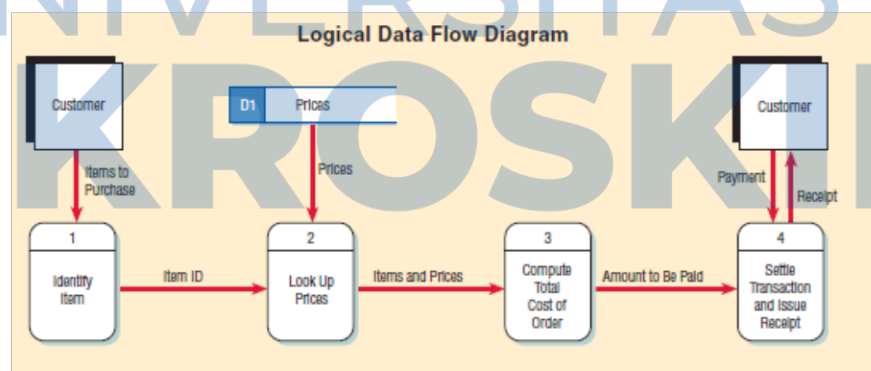 Logical Data Flow Diagram
Customer
D1 Prices
Customer
Items to
Purchase
Prices
Payment
Receipt
1
Identify
Item
Item ID
2
Look Up
Prices
Items and Prices
3
Compute
Total
Cost of
Order
Amount to Be Paid
4
Settle
Transaction
and Issue
Receipt